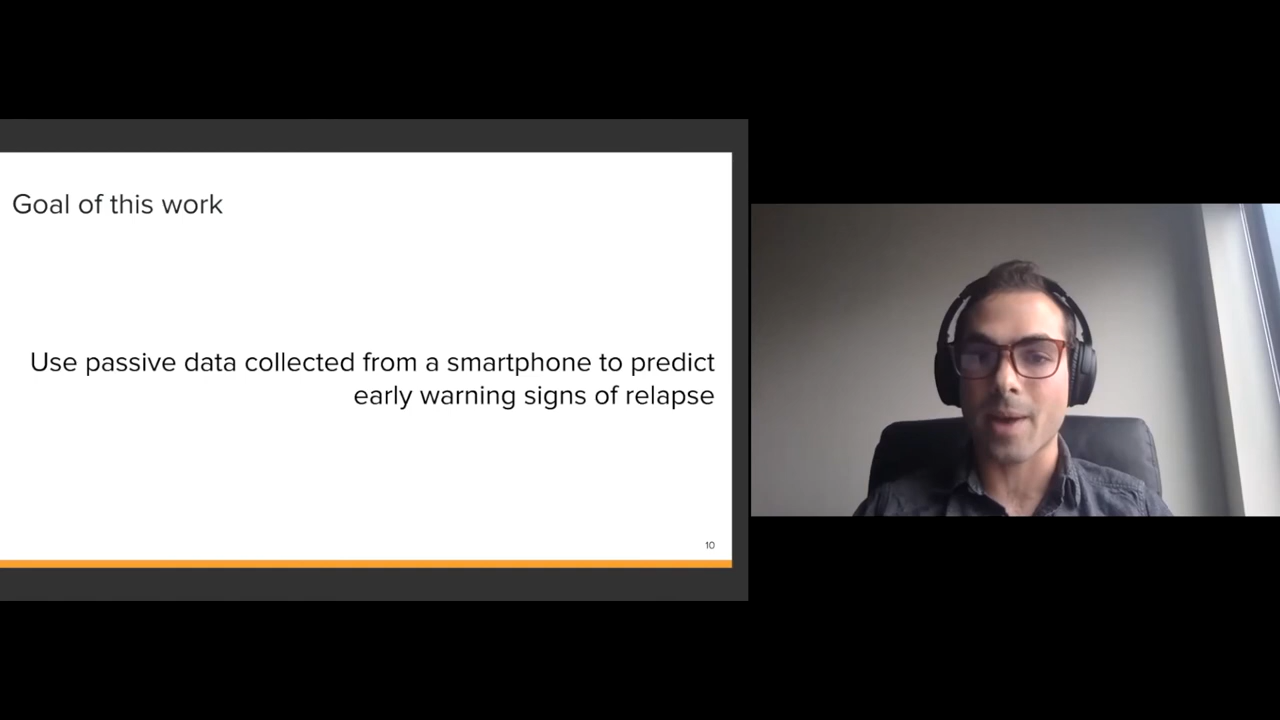 Goal of this work
Use passive data collected from a smartphone to predict
early warning signs of relapse
10